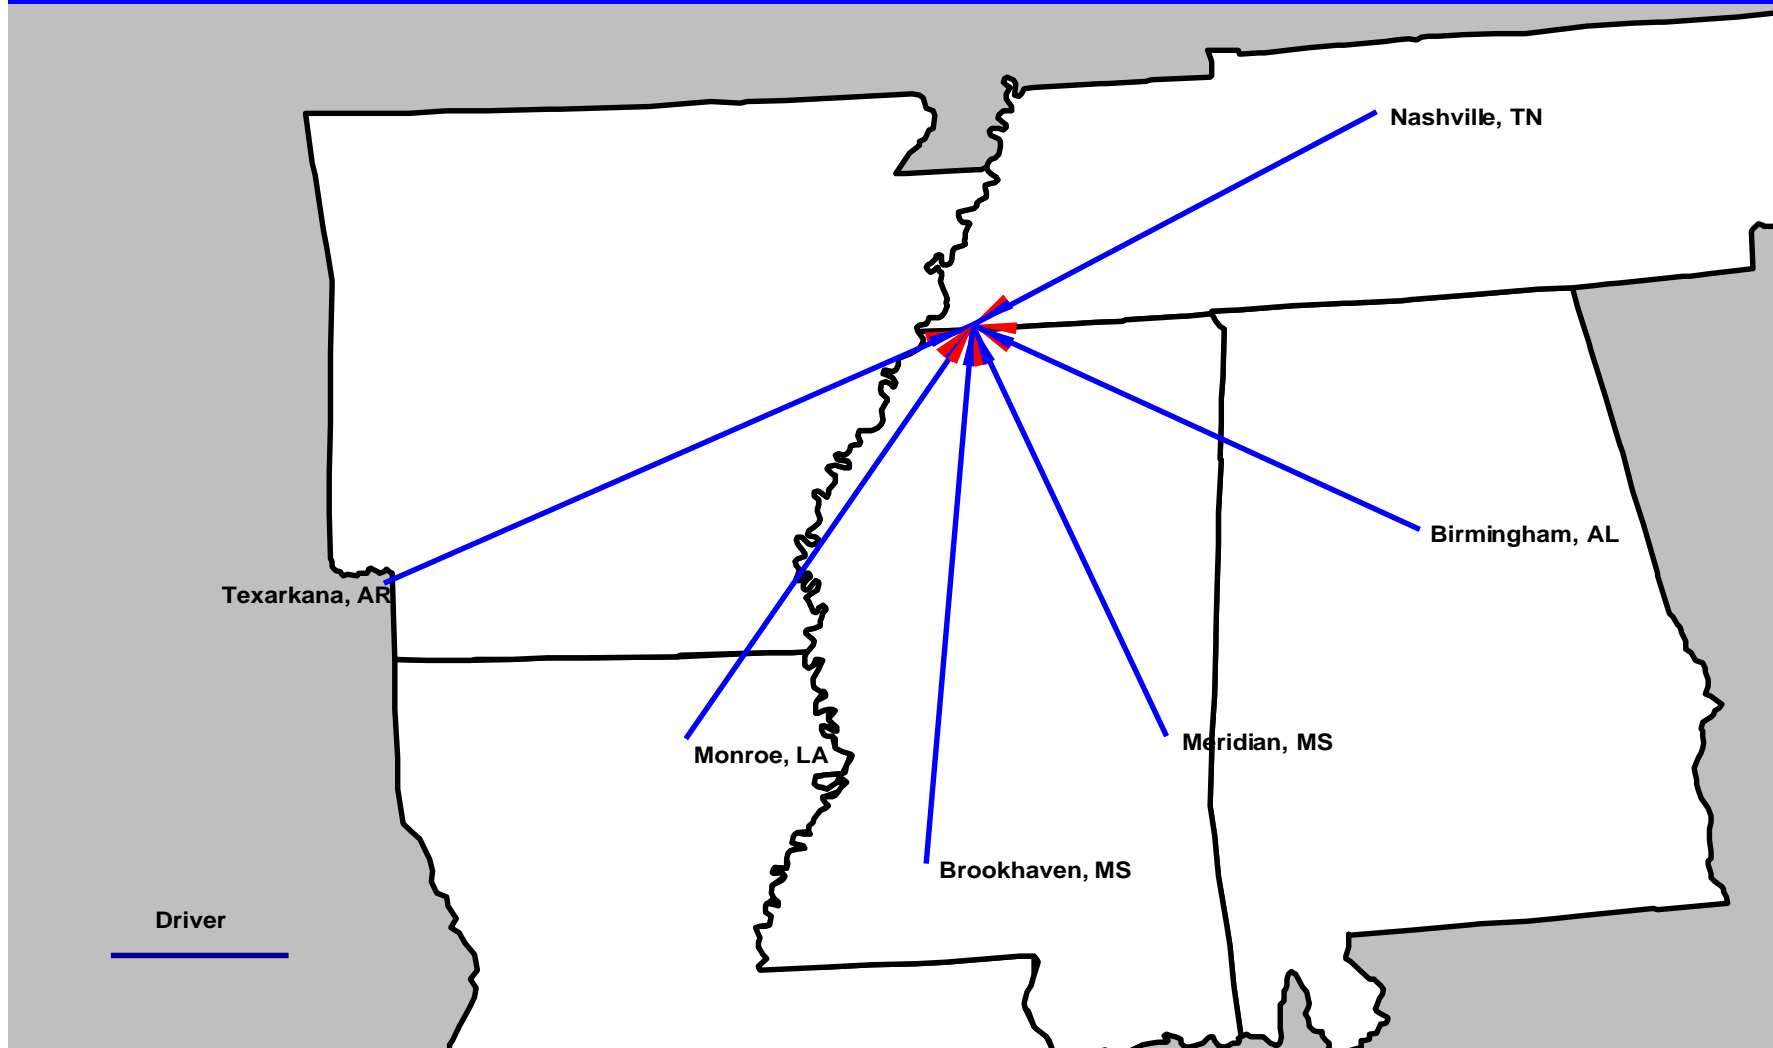 Nashville, TN
Birmingham, AL
Texarkana, AR
Meridian, MS
Monroe, LA
Brookhaven, MS
Driver